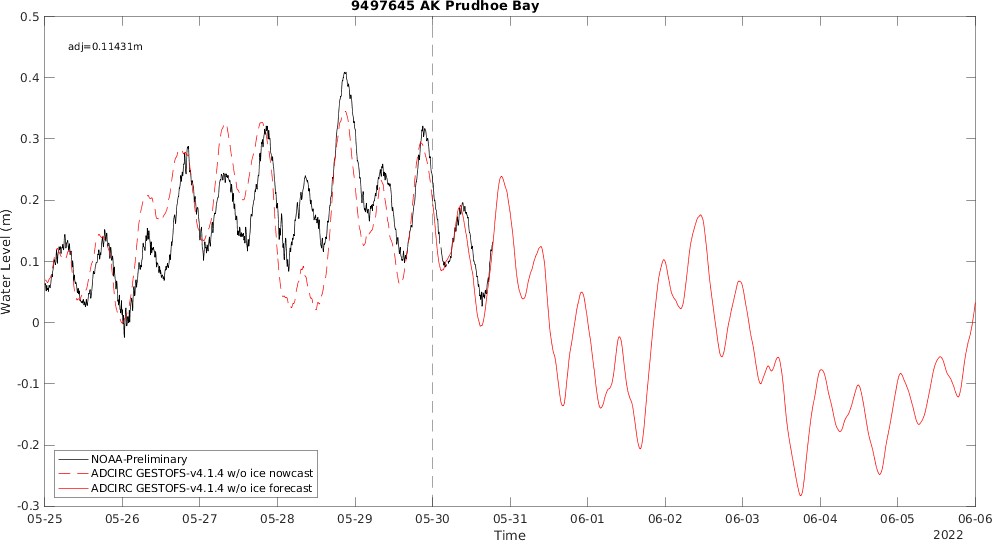 9497645 AK Prudhoe Bay
0.5
adj=0.11431m
0.4
0.3
0.2
0.1
0
-0.1
-0.2
-0.3
Water Level (m)
NOAA-Preliminary
ADCIRC GESTOFS-v4.1.4 w/o ice nowcast
ADCIRC GESTOFS-v4.1.4 w/o ice forecast
05-25 05-26 05-27 05-28 05-29 05-30 05-31 06-01 06-02 06-03 06-04 06-05 06-06
Time
2022